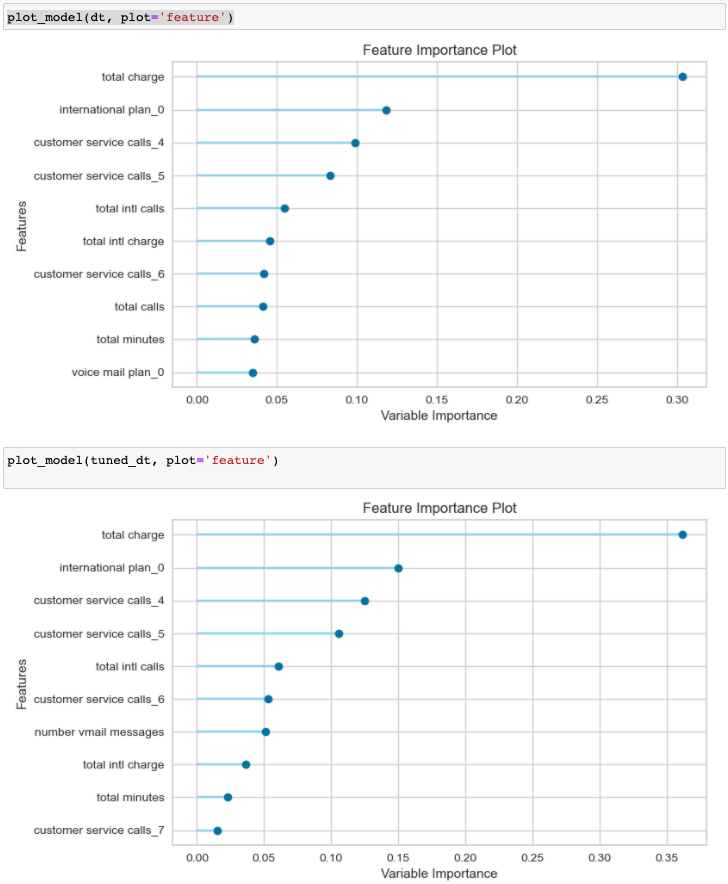 plot_model(dt, plot='feature')
Feature Importance Plot
total charge
international plan_0
customer service calls_4
customer service calls_5
total intl calls
total intl charge
customer service calls_6
total calls
total minutes
voice mail plan_0
Features
0.00 0.05 0.10 0.15 0.20 0.25 0.30
Variable Importance
plot_model(tuned_dt, plot='feature')
Feature Importance Plot
total charge
international plan_0
customer service calls_4
customer service calls_5
total intl calls
customer service calls_6
number vmail messages
total intl charge
total minutes
customer service calls_7
Features
0.00 0.05 0.10 0.15 0.20 0.25 0.30 0.35
Variable Importance